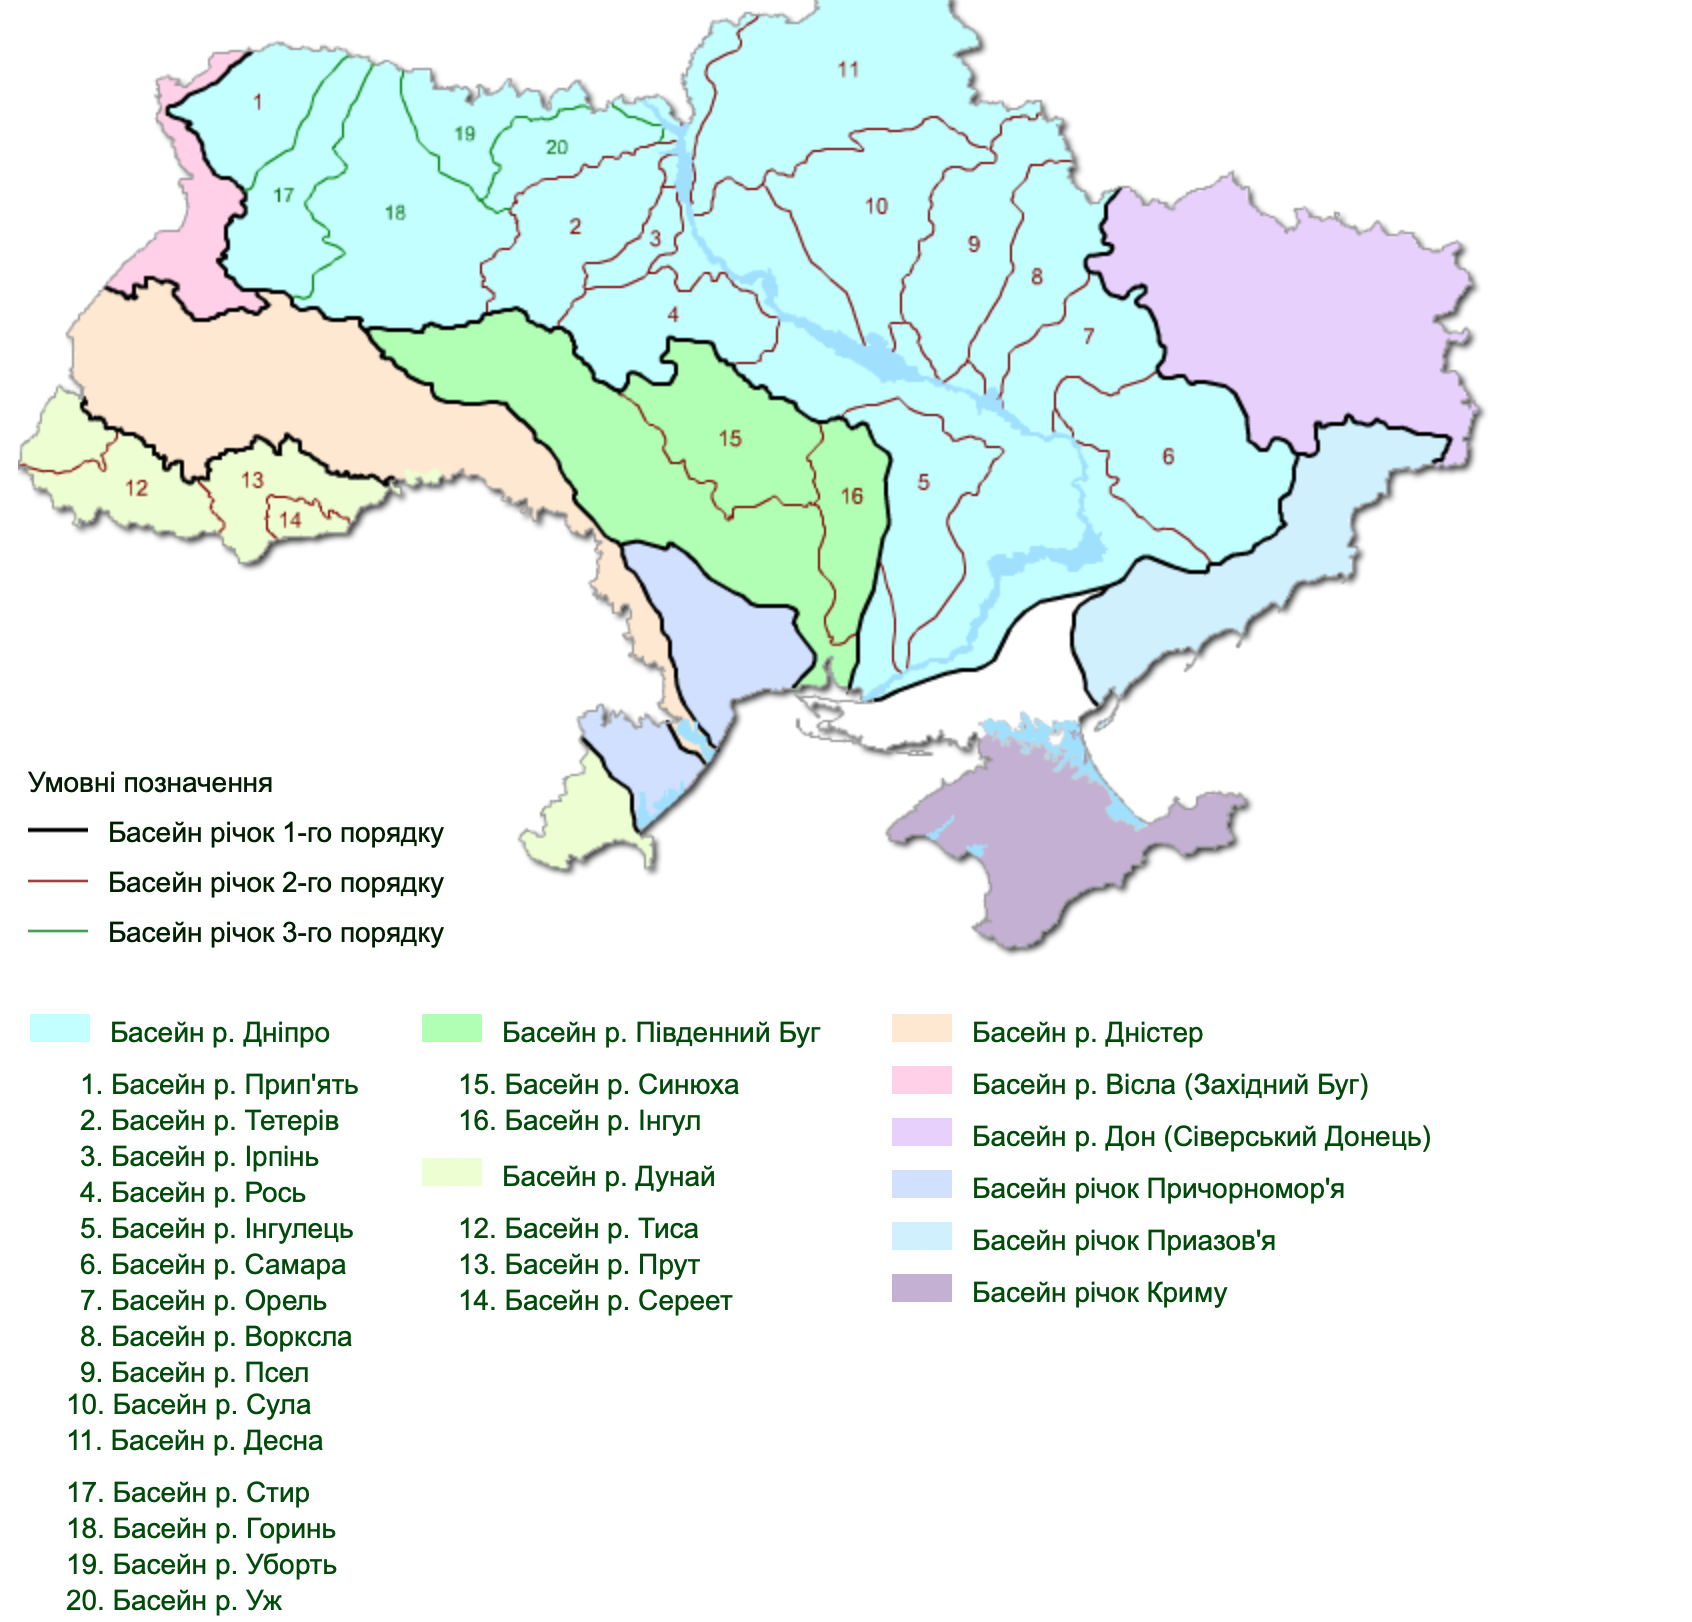 11
1
19
20
17
18
2
3
10
9
8
4
7
15
6
5
16
12
13
14
Умовні позначення
Басейн річок 1-го порядку
Басейн річок 2-го порядку
Басейн річок 3-го порядку
Басейн р. Дніпро
1. Басейн р. Прип'ять
2. Басейн р. Тетерів
3. Басейн р. Ірпінь
4. Басейн р. Рось
5. Басейн р. Інгулець
6. Басейн р. Самара
7. Басейн р. Орель
8. Басейн р. Ворксла
9. Басейн р. Псел
10. Басейн р. Сула
11. Басейн р. Десна
17. Басейн р. Стир
18. Басейн р. Горинь
19. Басейн р. Уборть
20. Басейн р. Уж
Басейн р. Південний Буг
15. Басейн р. Синюха
16. Басейн р. Інгул
Басейн р. Дунай
12. Басейн р. Тиса
13. Басейн р. Прут
14. Басейн р. Сереет
Басейн р. Дністер
Басейн р. Вісла (Західний Буг)
Басейн р. Дон (Сіверський Донець)
Басейн річок Причорномор'я
Басейн річок Приазов'я
Басейн річок Криму